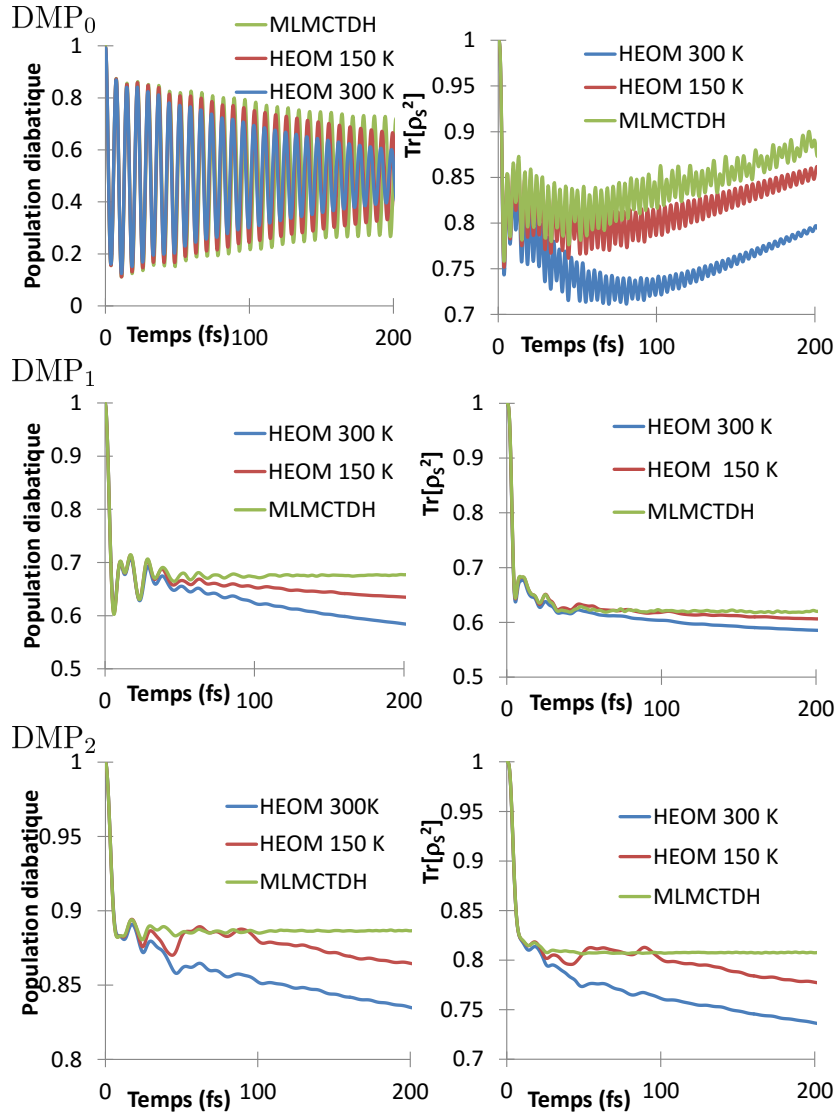 DMP0
MLMCTDH
HEOM 150 K
HEOM 300 K
Population diabatique
1
0.8
0.6
0.4
0.2
0
0
100
200
Temps (fs)
HEOM 300 K
HEOM 150 K
MLMCTDH
Tr[ρS²]
1
0.95
0.9
0.85
0.8
0.75
0.7
0
100
200
Temps (fs)
DMP1
HEOM 300 K
HEOM 150 K
MLMCTDH
Population diabatique
1
0.9
0.8
0.7
0.6
0.5
0
100
200
Temps (fs)
HEOM 300 K
HEOM 150 K
MLMCTDH
Tr[ρS²]
1
0.9
0.8
0.7
0.6
0.5
0
100
200
Temps (fs)
DMP2
HEOM 300K
HEOM 150 K
MLMCTDH
Population diabatique
1
0.95
0.9
0.85
0.8
0
100
200
Temps (fs)
HEOM 300 K
HEOM 150 K
MLMCTDH
Tr[ρS²]
1
0.95
0.9
0.85
0.8
0.75
0.7
0
100
200
Temps (fs)